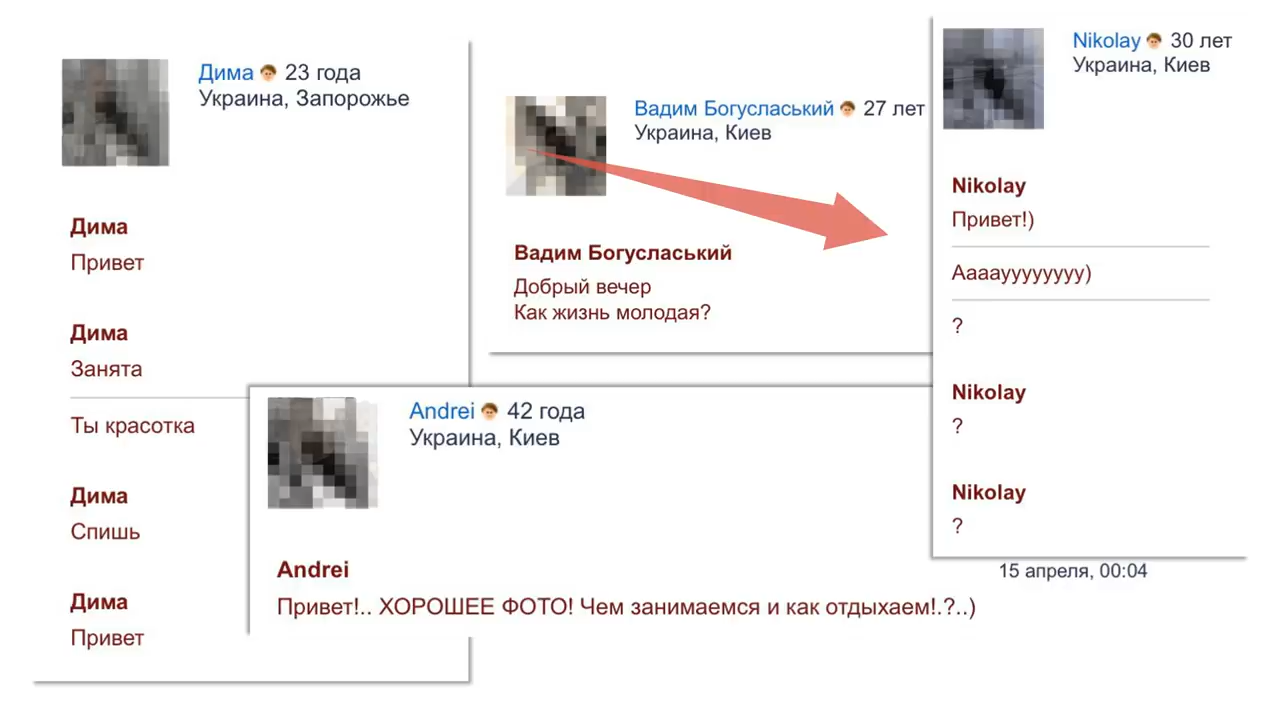 Дима 23 года
Украина, Запорожье
Дима
Привет
Дима
Занята
Ты красотка
Дима
Спишь
Дима
Привет
Вадим Богусласький 27 лет
Украина, Киев
Вадим Богусласький
Добрый вечер
Как жизнь молодая?
Andrei 42 года
Украина, Киев
Andrei
Привет!.. ХОРОШЕЕ ФОТО! Чем занимаемся и как отдыхаем!.?..)
Nikolay 30 лет
Украина, Киев
Nikolay
Привет!)
Ааааууууууууу)
?
Nikolay
?
Nikolay
?
15 апреля, 00:04